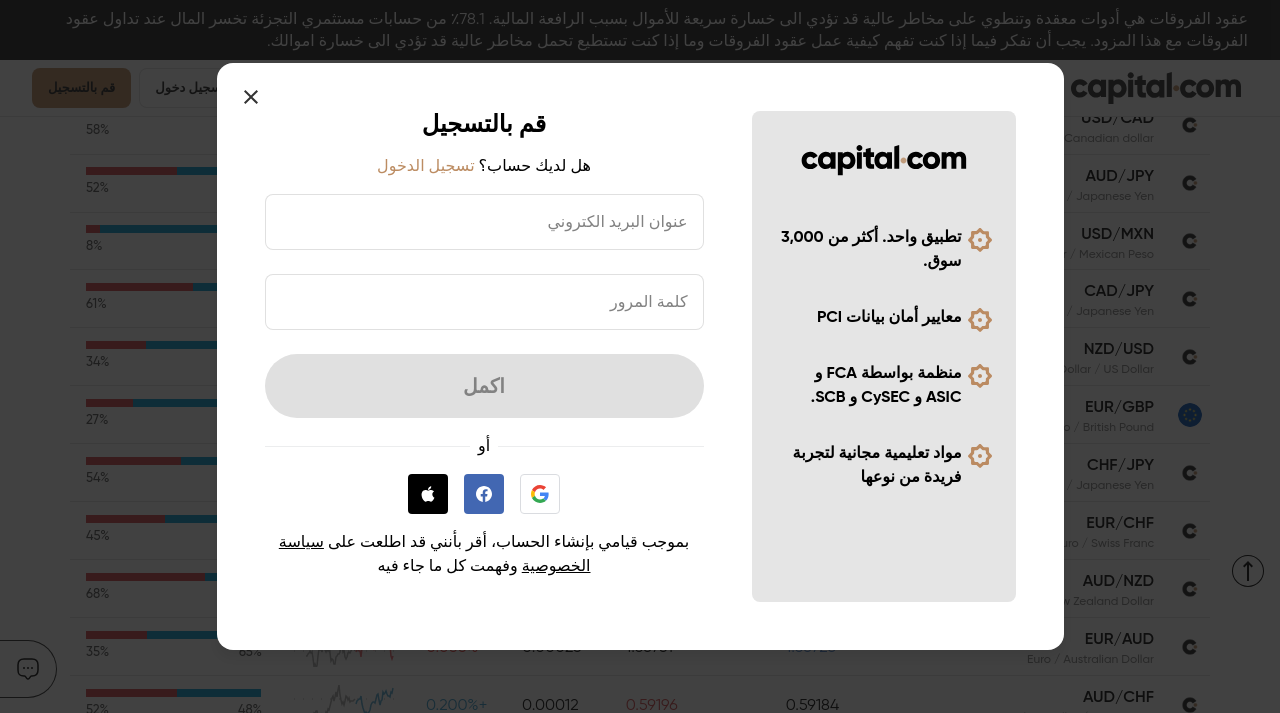 عقود الفروقات هي أدوات معقدة وتنطوي على مخاطر عالية قد تؤدي الى خسارة سريعة للأموال بسبب الرافعة المالية. 78.1٪ من حسابات مستثمري التجزئة تخسر المال عند تداول عقود
الفروقات مع هذا المزود. يجب أن تفكر فيما إذا كنت تفهم كيفية عمل عقود الفروقات وما إذا كنت تستطيع تحمل مخاطر عالية قد تؤدي الى خسارة اموالك.
capital.com
تسجيل دخول
قم بالتسجيل
قم بالتسجيل
هل لديك حساب؟ تسجيل الدخول
عنوان البريد الكتروني
كلمة المرور
اكمل
أو
بموجب قيامي بإنشاء الحساب، أقر بأنني قد اطلعت على سياسة
الخصوصية وفهمت كل ما جاء فيه
capital.com
تطبيق واحد. أكثر من 3,000
سوق.
معايير أمان بيانات PCI
منظمة بواسطة FCA و
ASIC و CySEC و SCB.
مواد تعليمية مجانية لتجربة
فريدة من نوعها
USD/CAD
Canadian dollar
58%
AUD/JPY
/ Japanese Yen
52%
USD/MXN
/ Mexican Peso
8%
CAD/JPY
/ Japanese Yen
61%
NZD/USD
Dollar / US Dollar
34%
EUR/GBP
/ British Pound
27%
CHF/JPY
/ Japanese Yen
54%
EUR/CHF
Euro / Swiss Franc
45%
AUD/NZD
Zealand Dollar
68%
EUR/AUD
Euro / Australian Dollar
35%
65%
AUD/CHF
0.59184
0.59196
0.00012
0.200%+
48%
52%